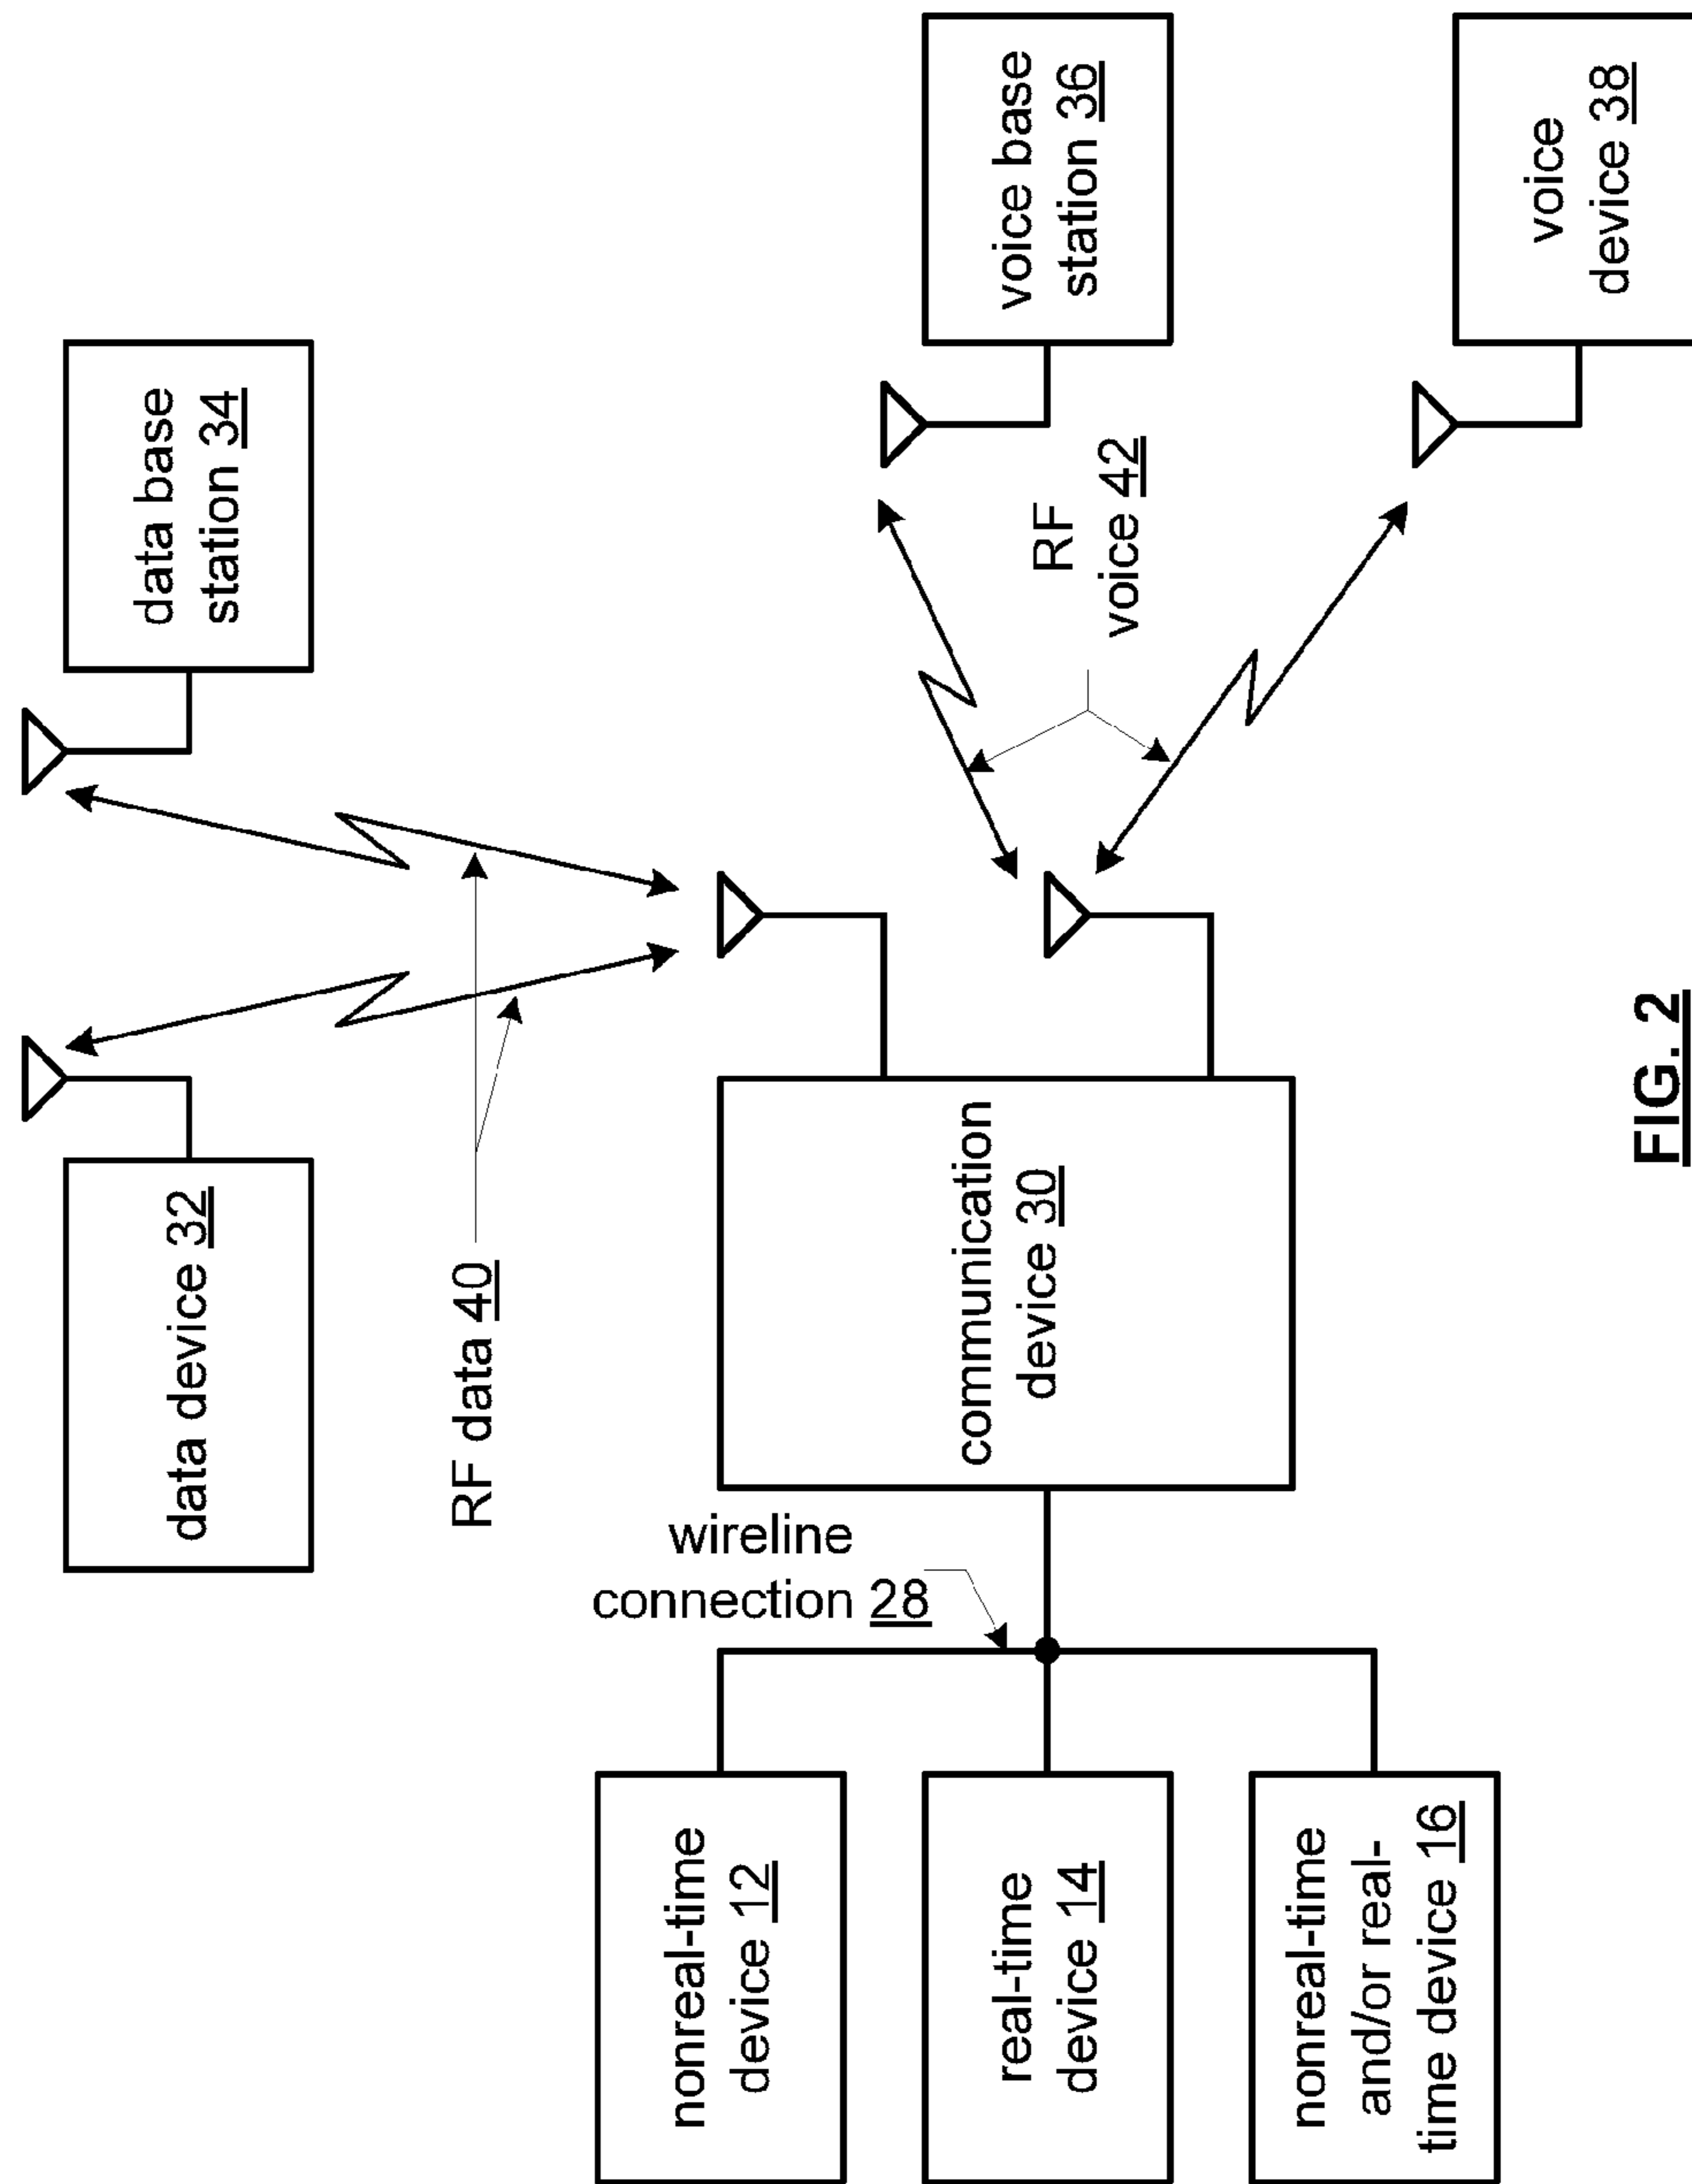 data device 32
data base
station 34
RF data 40
wireline
connection 28
nonreal-time
device 12
real-time
device 14
nonreal-time
and/or real-
time device 16
communication
device 30
RF
voice 42
voice base
station 36
voice
device 38
FIG. 2